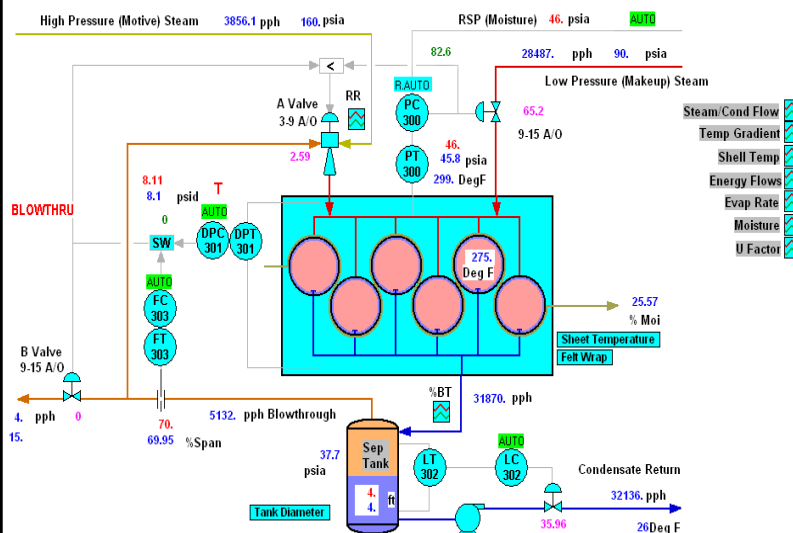 High Pressure (Motive) Steam 3856.1 pph 160. psia
RSP (Moisture) 46. psia AUTO
82.6
28487. pph 90. psia
Low Pressure (Makeup) Steam
<
R.AUTO
A Valve
3-9 A/O
RR
PC
300
65.2
9-15 A/O
Steam/Cond Flow
Temp Gradient
Shell Temp
Energy Flows
Evap Rate
Moisture
U Factor
2.59
PT
300
46.
45.8 psia
299. DegF
8.11
8.1 psid
T
BLOWTHRU
0
AUTO
SW
DPC
301
DPT
301
275.
Deg F
AUTO
FC
303
FT
303
25.57
% Moi
Sheet Temperature
Felt Wrap
B Valve
9-15 A/O
4. pph 0
15.
70.
69.95 %Span
5132. pph Blowthrough
%BT
31870. pph
37.7
psia
Sep
Tank
4.
4.
ft
LT
302
AUTO
LC
302
Condensate Return
32136. pph
35.96
26Deg F
Tank Diameter